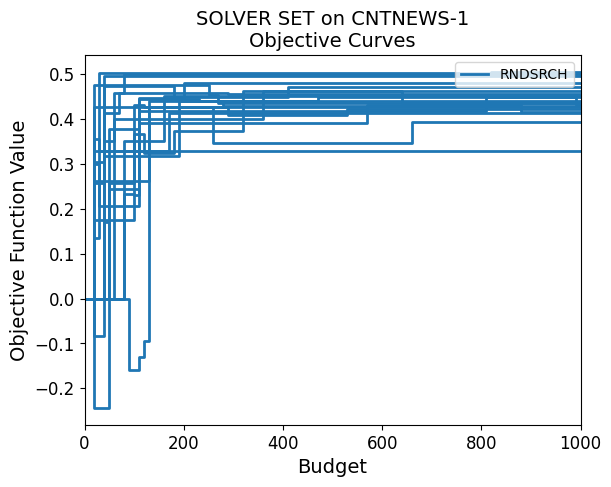 SOLVER SET on CNTNEWS-1
Objective Curves
RNDSRCH
Objective Function Value
0.5
0.4
0.3
0.2
0.1
0.0
−0.1
−0.2
0 200 400 600 800 1000
Budget